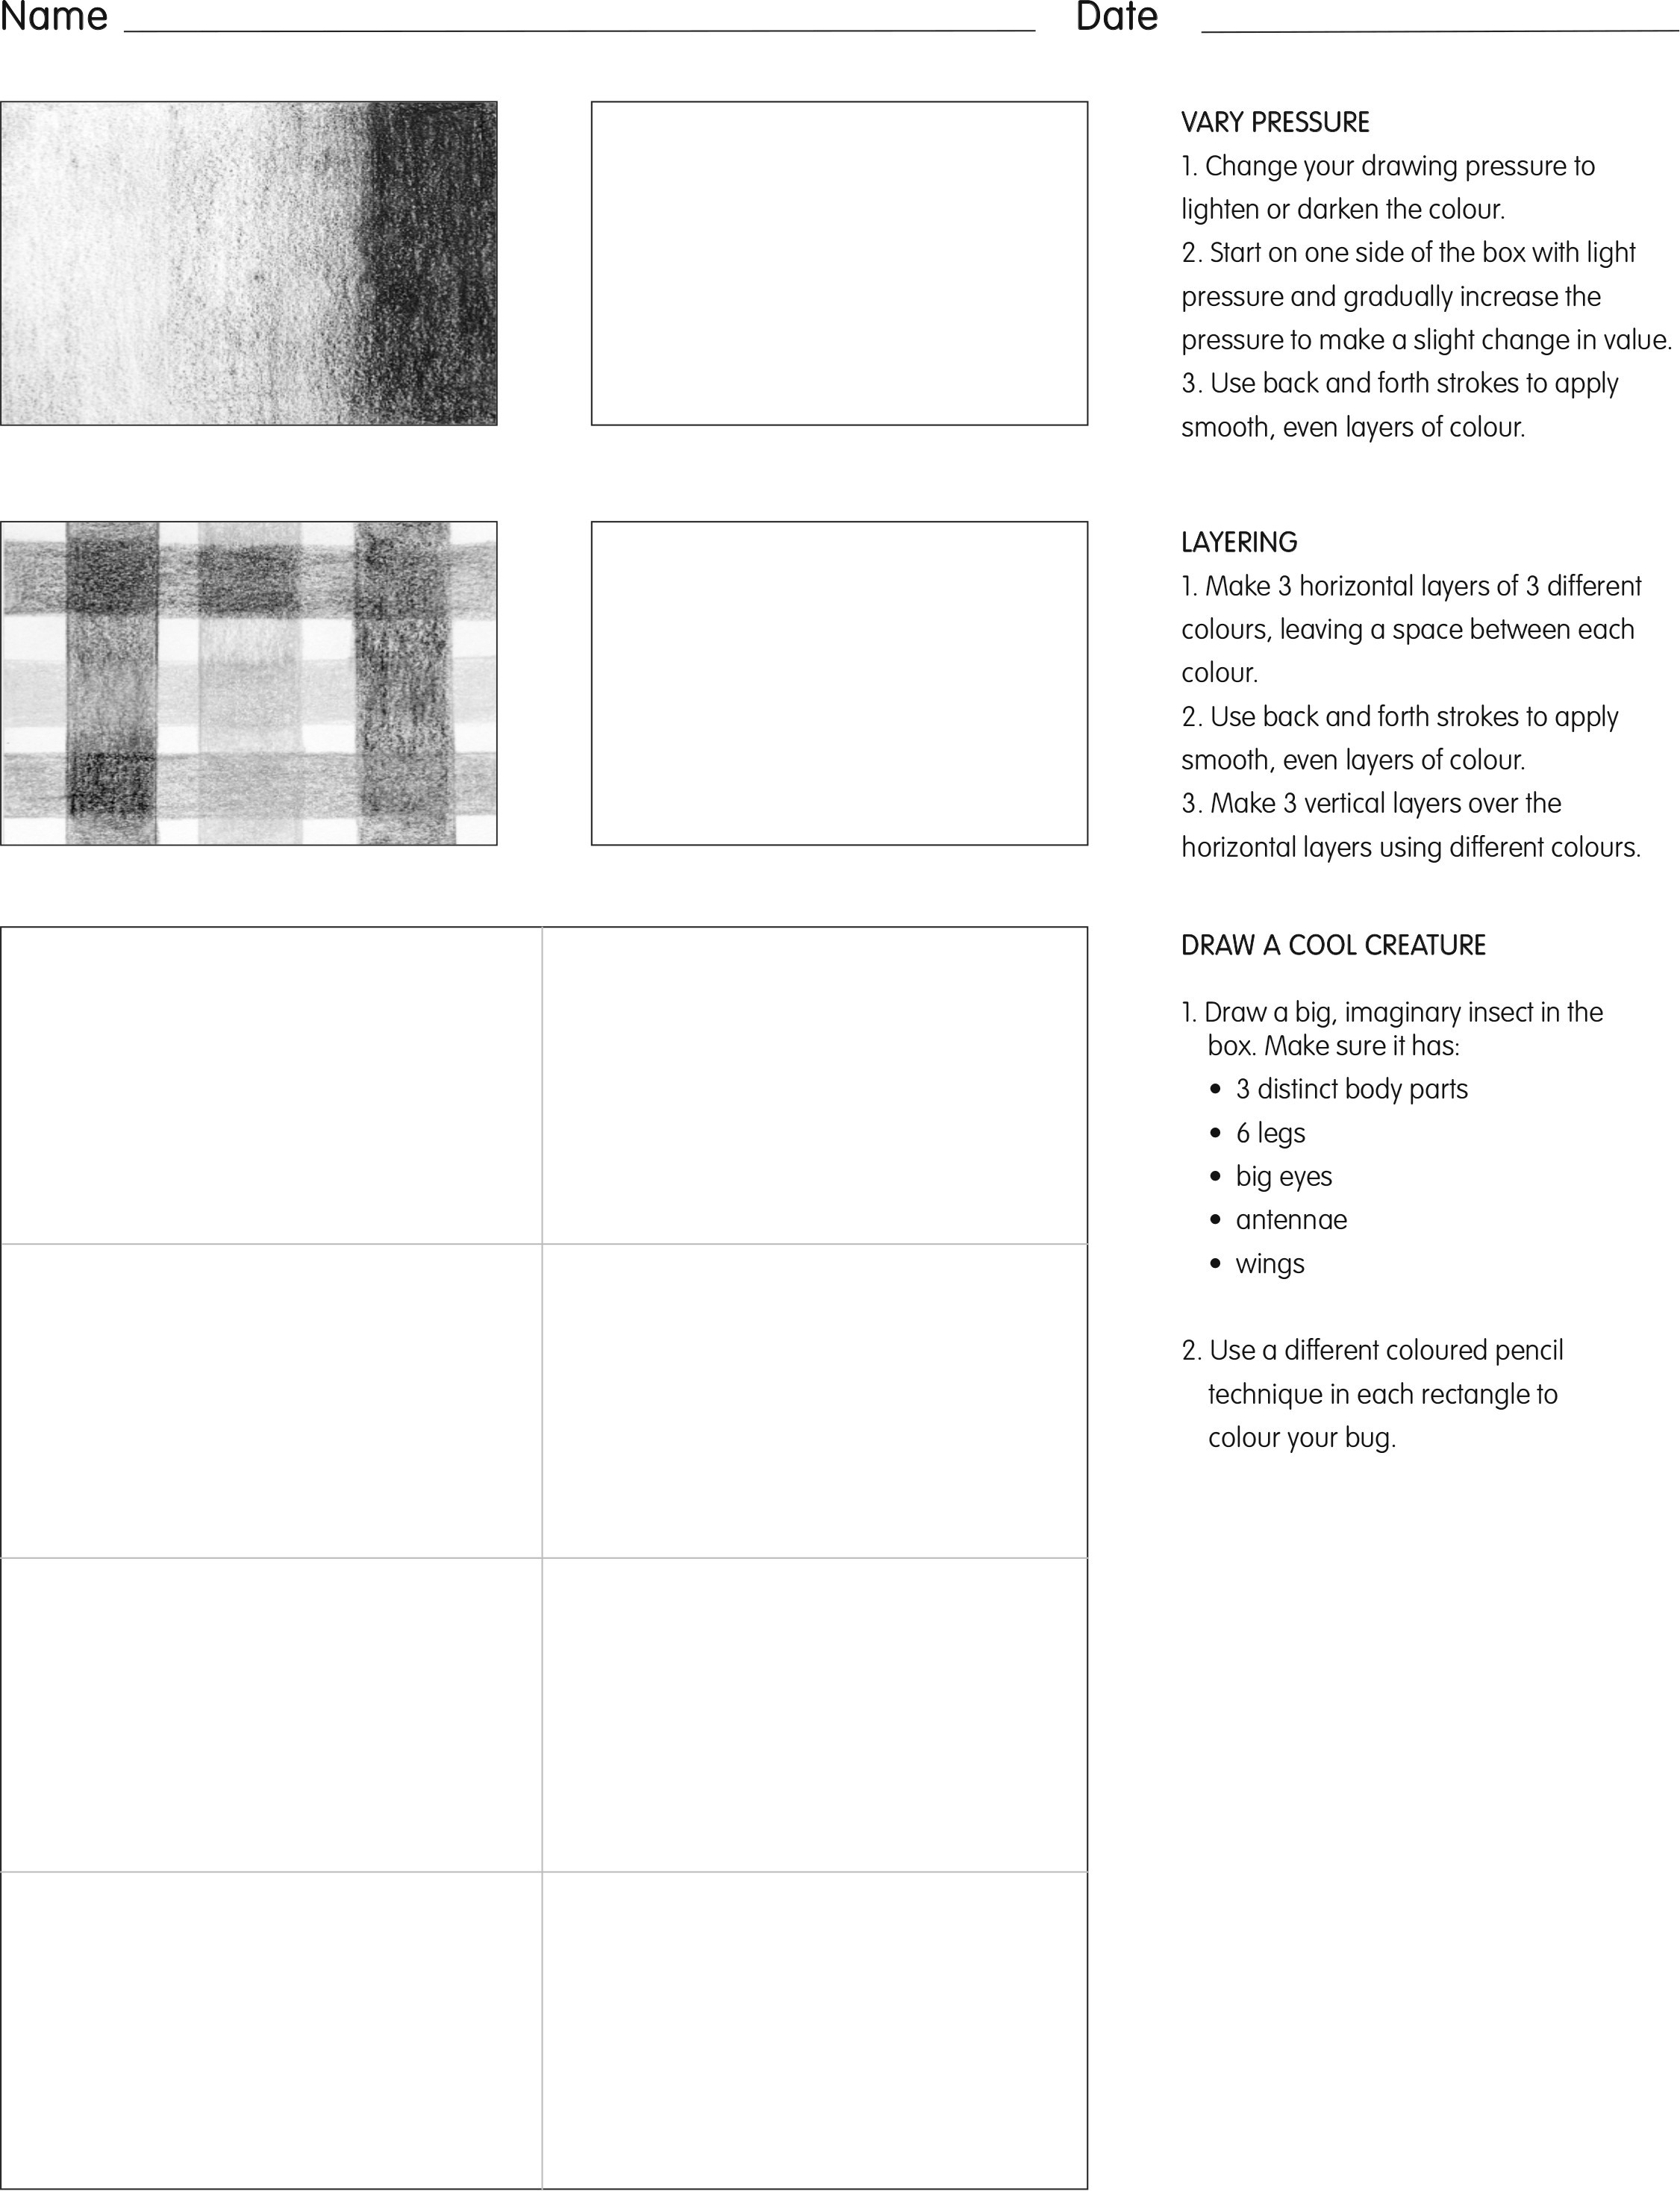 Name Date
VARY PRESSURE
1. Change your drawing pressure to
lighten or darken the colour.
2. Start on one side of the box with light
pressure and gradually increase the
pressure to make a slight change in value.
3. Use back and forth strokes to apply
smooth, even layers of colour.
LAYERING
1. Make 3 horizontal layers of 3 different
colours, leaving a space between each
colour.
2. Use back and forth strokes to apply
smooth, even layers of colour.
3. Make 3 vertical layers over the
horizontal layers using different colours.
DRAW A COOL CREATURE
1. Draw a big, imaginary insect in the
box. Make sure it has:
• 3 distinct body parts
• 6 legs
• big eyes
• antennae
• wings
2. Use a different coloured pencil
technique in each rectangle to
colour your bug.